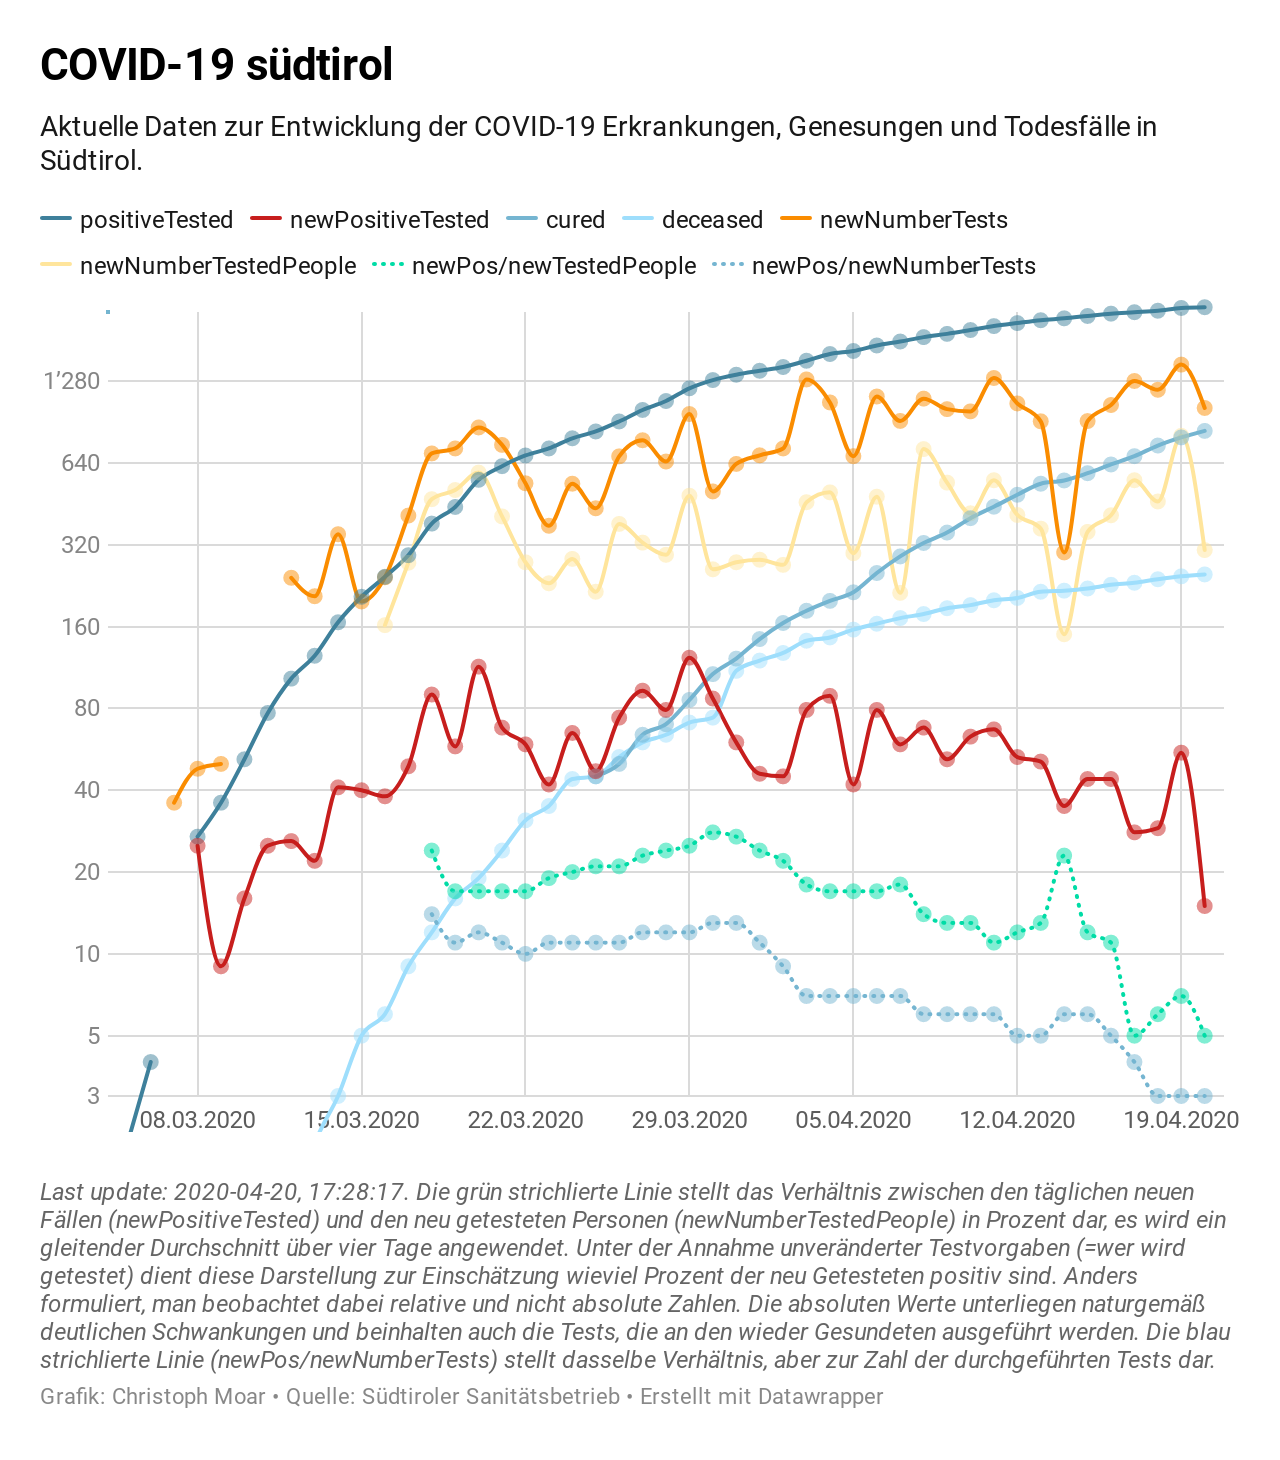 COVID-19 südtirol
Aktuelle Daten zur Entwicklung der COVID-19 Erkrankungen, Genesungen und Todesfälle in
Südtirol.
positiveTested newPositiveTested cured deceased newNumberTests
newNumberTestedPeople newPos/newTestedPeople newPos/newNumberTests
1’280
640
320
160
80
40
20
10
5
3
08.03.2020 15.03.2020 22.03.2020 29.03.2020 05.04.2020 12.04.2020 19.04.2020
Last update: 2020-04-20, 17:28:17. Die grün strichlierte Linie stellt das Verhältnis zwischen den täglichen neuen
Fällen (newPositiveTested) und den neu getesteten Personen (newNumberTestedPeople) in Prozent dar, es wird ein
gleitender Durchschnitt über vier Tage angewendet. Unter der Annahme unveränderter Testvorgaben (=wer wird
getestet) dient diese Darstellung zur Einschätzung wieviel Prozent der neu Getesteten positiv sind. Anders
formuliert, man beobachtet dabei relative und nicht absolute Zahlen. Die absoluten Werte unterliegen naturgemäß
deutlichen Schwankungen und beinhalten auch die Tests, die an den wieder Gesundeten ausgeführt werden. Die blau
strichlierte Linie (newPos/newNumberTests) stellt dasselbe Verhältnis, aber zur Zahl der durchgeführten Tests dar.
Grafik: Christoph Moar • Quelle: Südtiroler Sanitätsbetrieb • Erstellt mit Datawrapper